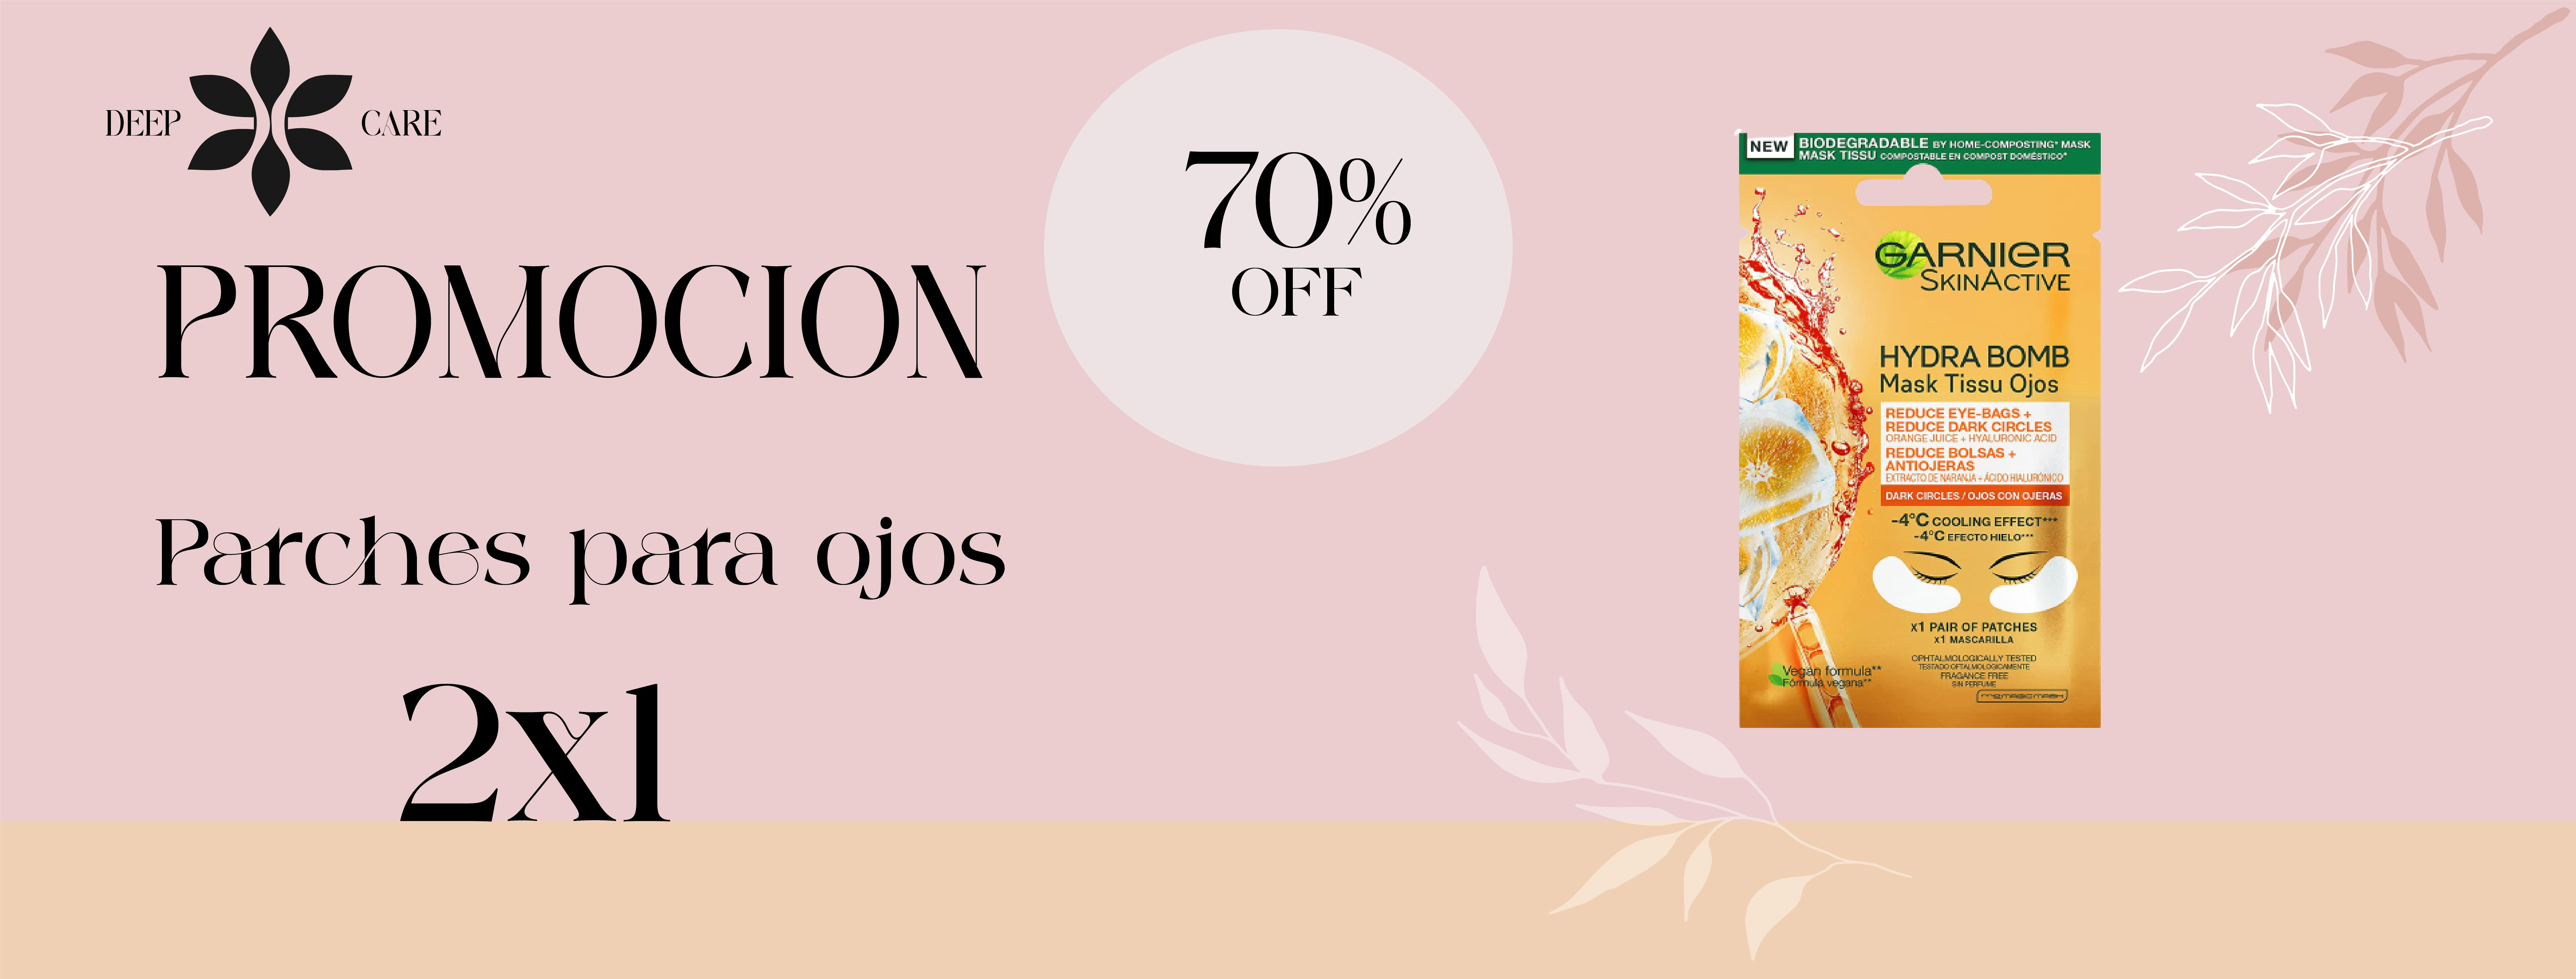 DEEP CARE
PROMOCION
Parches para ojos
2x1
70%
OFF
NEW BIODEGRADABLE BY HOME-COMPOSTING* MASK
MASK TISSU COMPOSTABLE EN COMPOST DOMÉSTICO*
GARNIER
SKINACTIVE
HYDRA BOMB
Mask Tissu Ojos
REDUCE EYE-BAGS +
REDUCE DARK CIRCLES
ORANGE JUICE + HYALURONIC ACID
REDUCE BOLSAS +
ANTIOJERAS
EXTRACTO DE NARANJA + ÁCIDO HIALURÓNICO
DARK CIRCLES / OJOS CON OJERAS
-4°C COOLING EFFECT***
-4°C EFECTO HIELO***
x1 PAIR OF PATCHES
x1 MASCARILLA
OPHTALMOLOGICALLY TESTED
TESTADO OFTALMOLOGICAMENTE
FRAGANCE FREE
SIN PERFUME
Vegan formula**
Fórmula vegana**